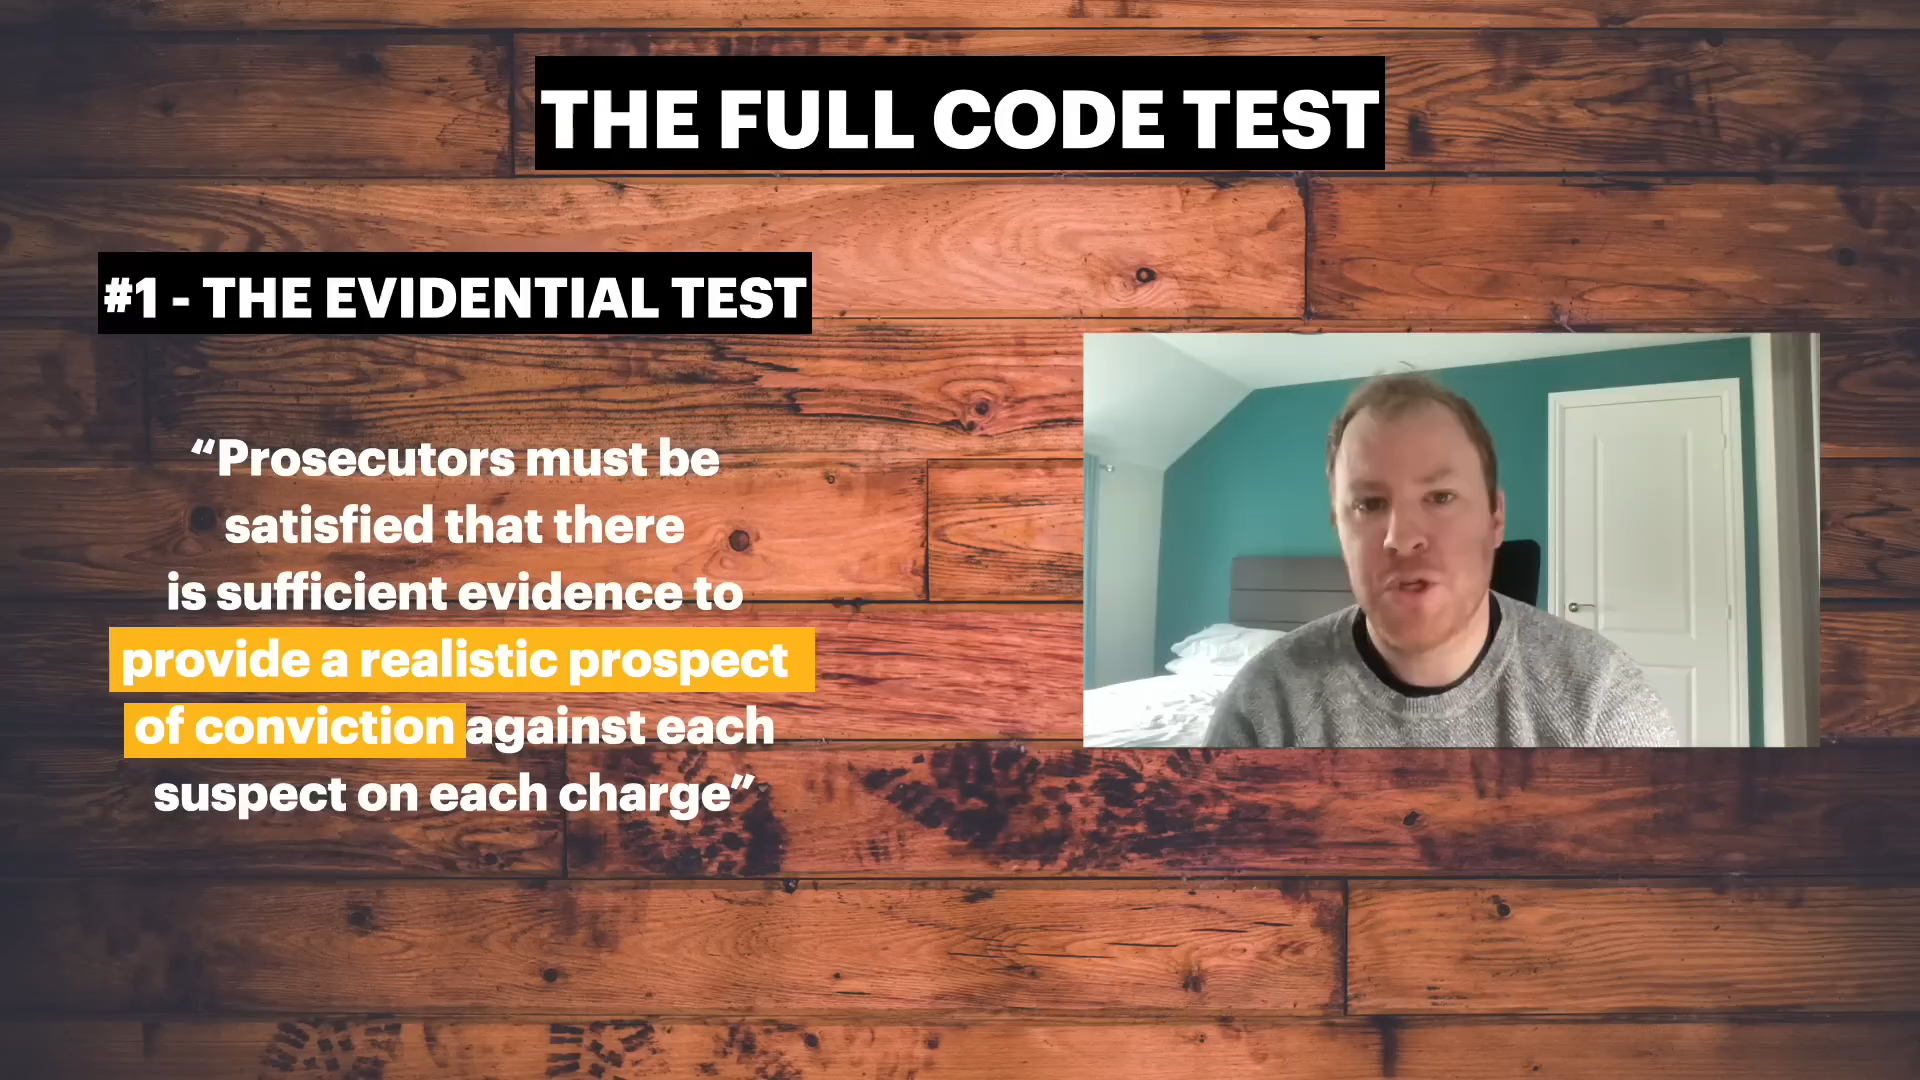 THE FULL CODE TEST
#1 - THE EVIDENTIAL TEST
“Prosecutors must be
satisfied that there
is sufficient evidence to
provide a realistic prospect
of conviction against each
suspect on each charge”